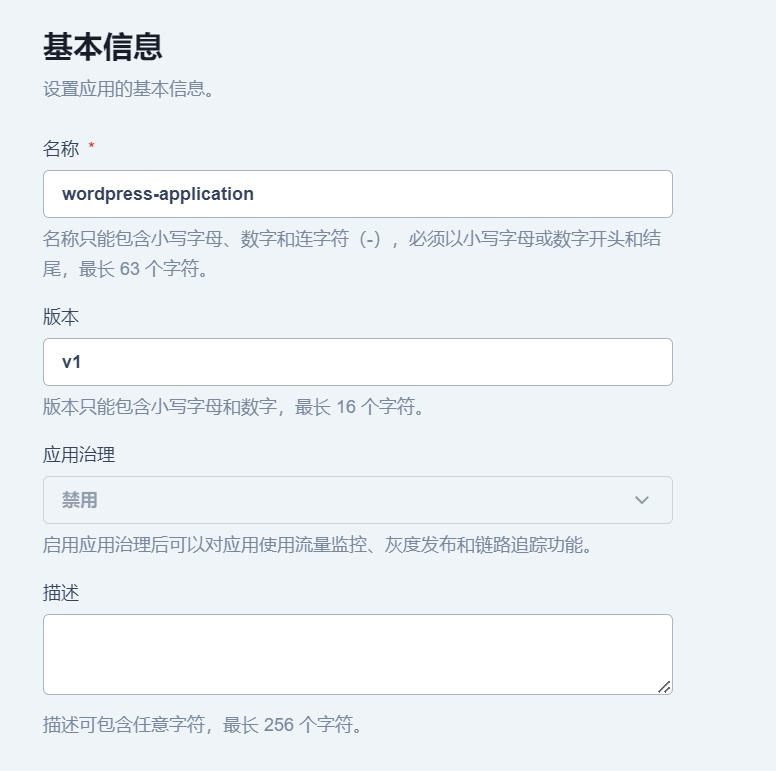 基本信息
设置应用的基本信息。
名称 *
wordpress-application
名称只能包含小写字母、数字和连字符（-），必须以小写字母或数字开头和结
尾，最长 63 个字符。
版本
v1
版本只能包含小写字母和数字，最长 16 个字符。
应用治理
禁用
启用应用治理后可以对应用使用流量监控、灰度发布和链路追踪功能。
描述
描述可包含任意字符，最长 256 个字符。